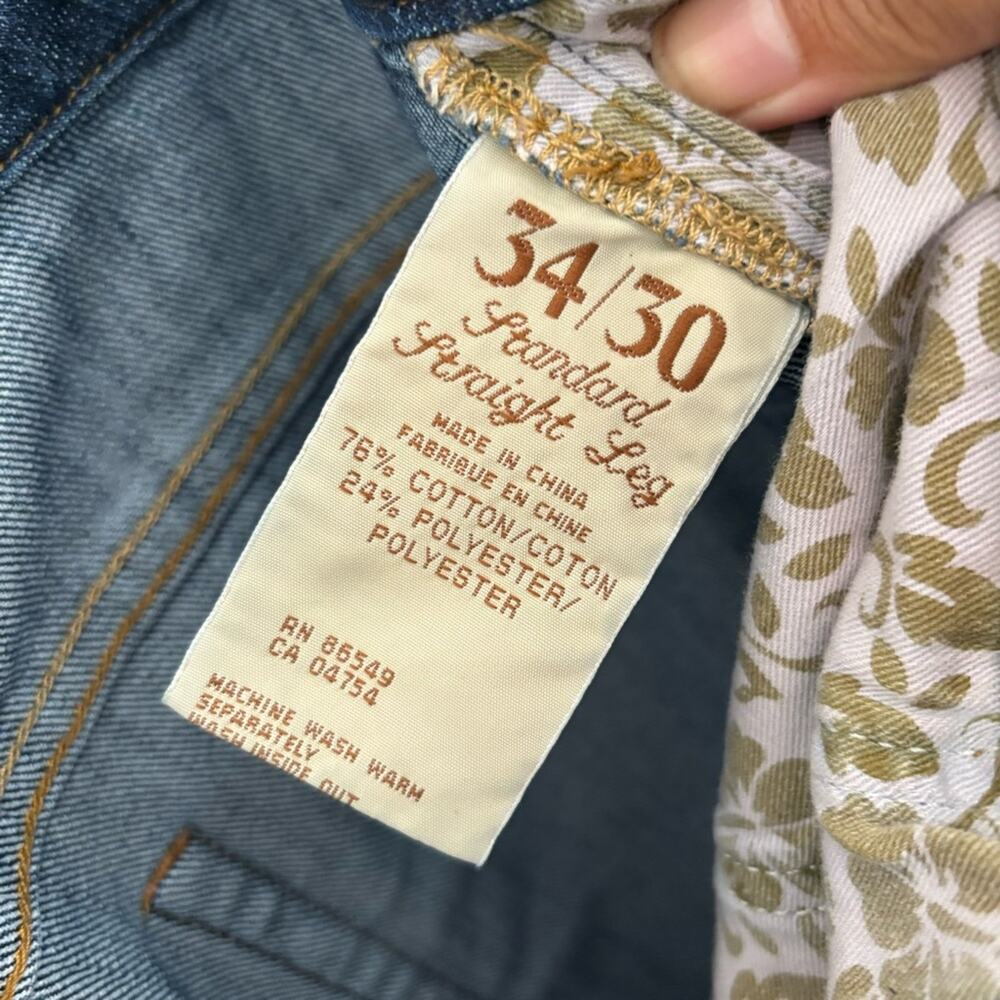 34/30
Standard
Straight Leg
MADE IN CHINA
FABRIQUE EN CHINE
76% COTTON/COTON
24% POLYESTER/
POLYESTER
RN 86549
CA 04754
MACHINE WASH WARM
SEPARATELY
WASH INSIDE OUT